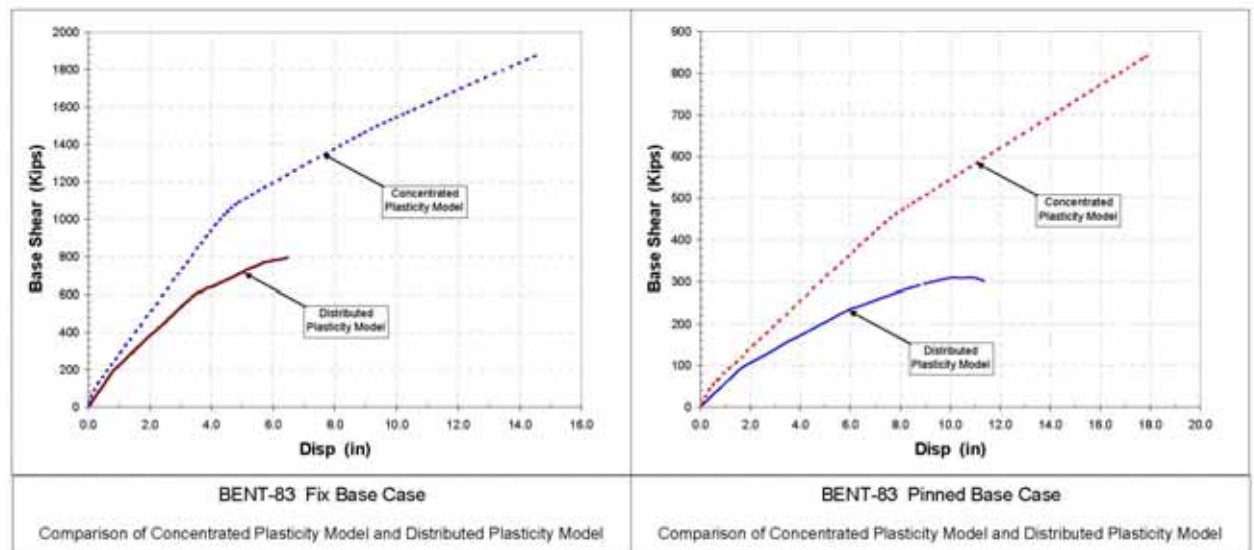 2000
1800
1600
1400
1200
1000
800
600
400
200
0
Base Shear (Kips)
0.0 2.0 4.0 6.0 8.0 10.0 12.0 14.0 16.0
Disp (in)
Concentrated
Plasticity Model
Distributed
Plasticity Model
BENT-83 Fix Base Case
Comparison of Concentrated Plasticity Model and Distributed Plasticity Model
900
800
700
600
500
400
300
200
100
0
Base Shear (Kips)
0.0 2.0 4.0 6.0 8.0 10.0 12.0 14.0 16.0 18.0 20.0
Disp (in)
Concentrated
Plasticity Model
Distributed
Plasticity Model
BENT-83 Pinned Base Case
Comparison of Concentrated Plasticity Model and Distributed Plasticity Model